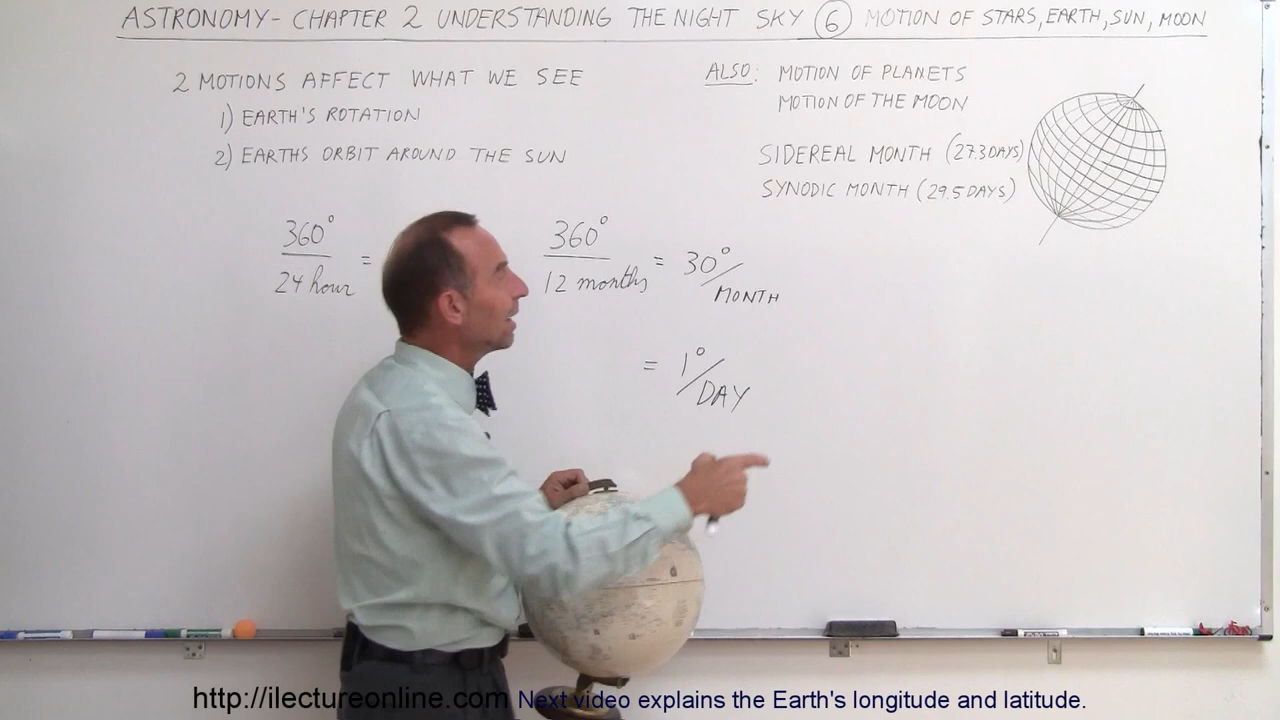 ASTRONOMY- CHAPTER 2 UNDERSTANDING THE NIGHT SKY 6 MOTION OF STARS, EARTH, SUN, MOON
2 MOTIONS AFFECT WHAT WE SEE
1) EARTH'S ROTATION
2) EARTHS ORBIT AROUND THE SUN
ALSO: MOTION OF PLANETS
MOTION OF THE MOON
SIDEREAL MONTH (27.3 DAYS)
SYNODIC MONTH (29.5 DAYS)
360°
24 hour =
360°
12 months = 30°/MONTH
= 1°/DAY
http://ilectureonline.com Next video explains the Earth's longitude and latitude.